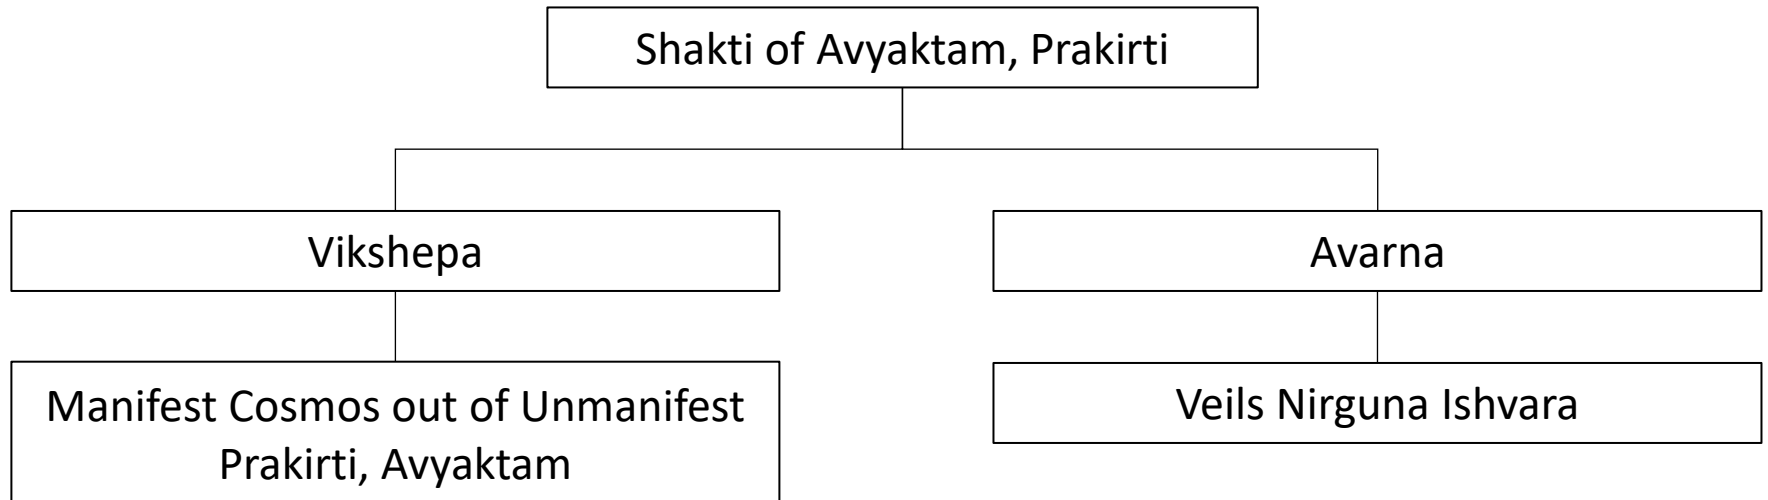 Shakti of Avyaktam, Prakirti
Vikshepa
Avarna
Manifest Cosmos out of Unmanifest
Prakirti, Avyaktam
Veils Nirguna Ishvara